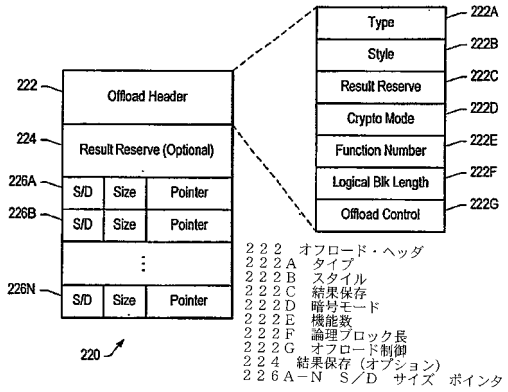 222
Offload Header
224
Result Reserve (Optional)
226A
S/D Size Pointer
226B
S/D Size Pointer
⋮
226N
S/D Size Pointer
220
Type
222A
Style
222B
Result Reserve
222C
Crypto Mode
222D
Function Number
222E
Logical Blk Length
222F
Offload Control
222G
222 オフロード・ヘッダ
222A タイプ
222B スタイル
222C 結果保存
222D 暗号モード
222E 機能数
222F 論理ブロック長
222G オフロード制御
224 結果保存(オプション)
226A-N S/D サイズ ポインタ